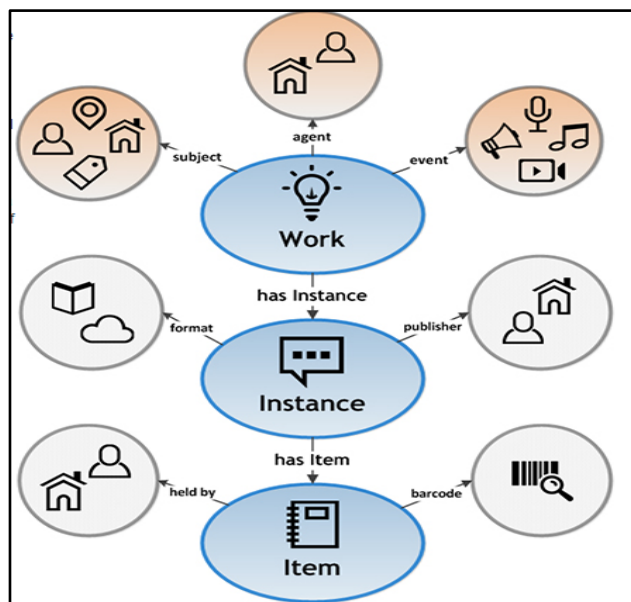 agent
subject
event
Work
has Instance
format
publisher
Instance
has Item
held by
barcode
Item